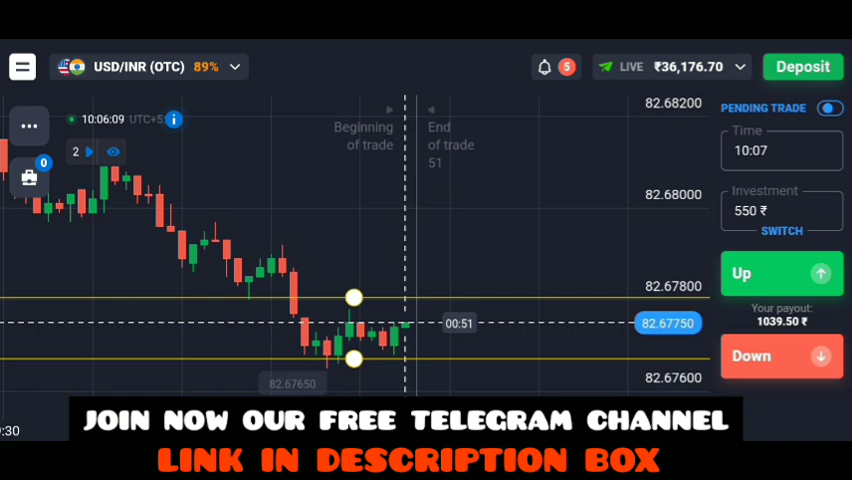 USD/INR (OTC) 89%
5
LIVE ₹36,176.70
Deposit
10:06:09 UTC+5:
2
0
Beginning
of trade
End
of trade
51
82.68200
82.68000
82.67800
82.67750
82.67600
00:51
82.67650
PENDING TRADE
Time
10:07
Investment
550 ₹
SWITCH
Up
Your payout:
1039.50 ₹
Down
9:30
JOIN NOW OUR FREE TELEGRAM CHANNEL
LINK IN DESCRIPTION BOX